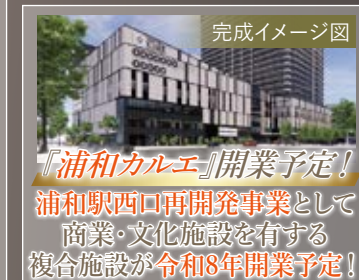 完成イメージ図
『浦和カルエ』開業予定!
浦和駅西口再開発事業として
商業・文化施設を有する
複合施設が令和8年開業予定!